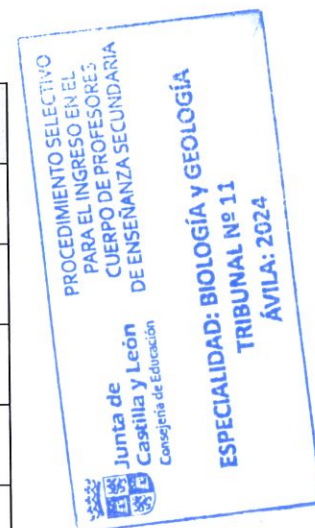 Junta de
Castilla y León
Consejería de Educación
PROCEDIMIENTO SELECTIVO
PARA EL INGRESO EN EL
CUERPO DE PROFESORES
DE ENSEÑANZA SECUNDARIA
ESPECIALIDAD: BIOLOGÍA y GEOLOGÍA
TRIBUNAL Nº 11
ÁVILA: 2024